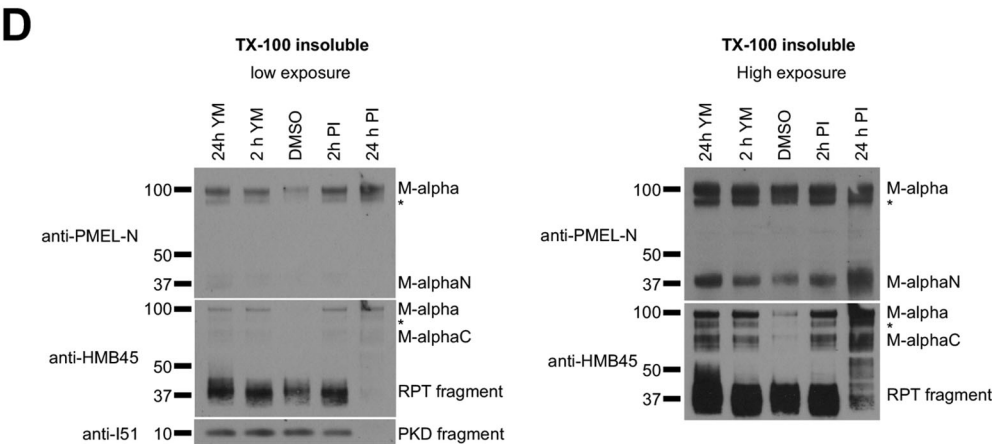 D
TX-100 insoluble
low exposure
24h YM
2 h YM
DMSO
2h PI
24 h PI
100
M-alpha
*
anti-PMEL-N
50
37
M-alphaN
100
M-alpha
*
M-alphaC
anti-HMB45
50
37
RPT fragment
anti-I51
10
PKD fragment
TX-100 insoluble
High exposure
24h YM
2 h YM
DMSO
2h PI
24 h PI
100
M-alpha
*
anti-PMEL-N
50
37
M-alphaN
100
M-alpha
*
M-alphaC
anti-HMB45
50
37
RPT fragment